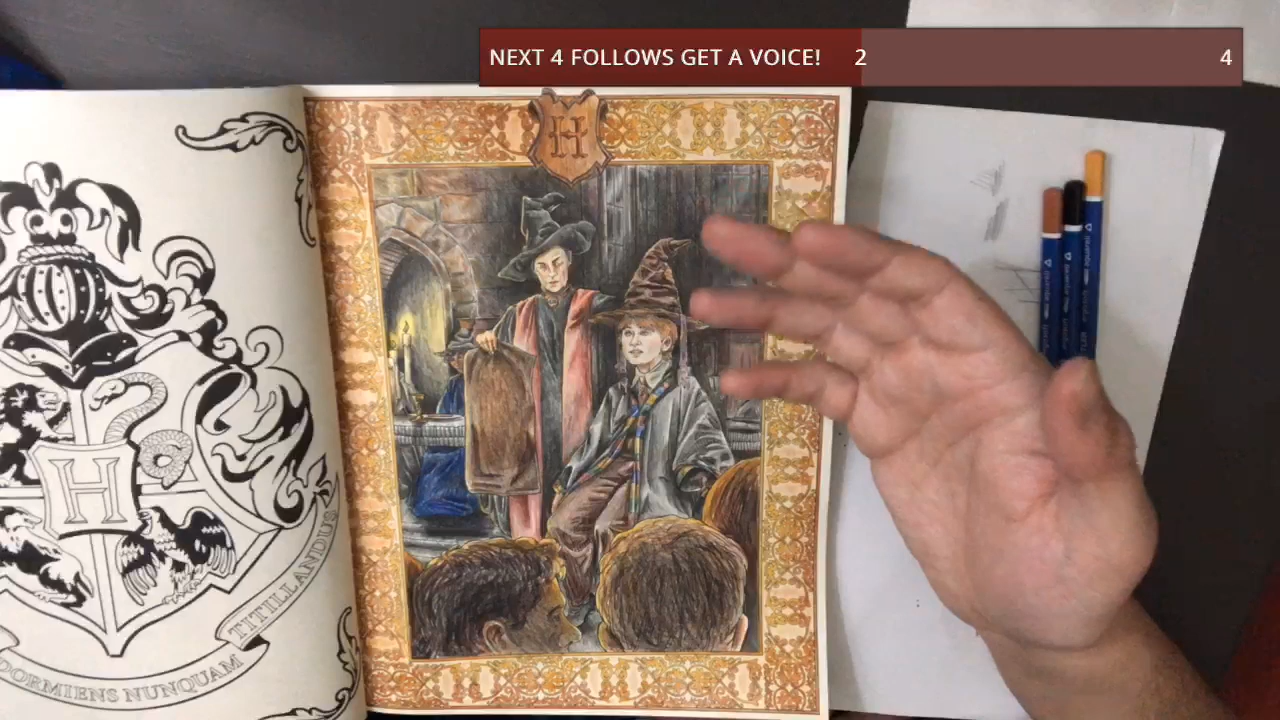 NEXT 4 FOLLOWS GET A VOICE! 2 4
H
H
DORMIENS NUNQUAM
TITILLANDUS